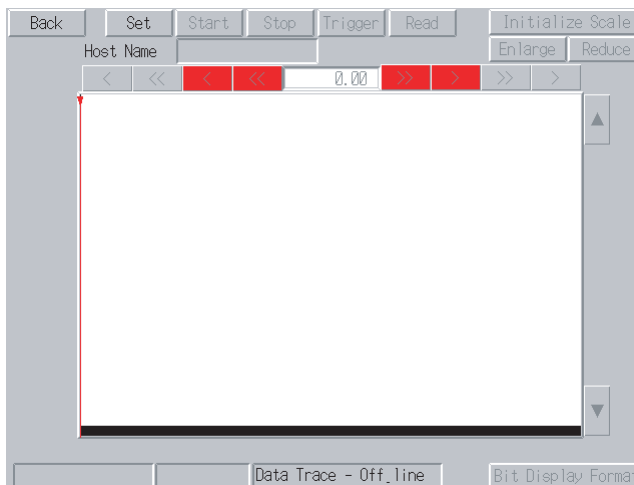 Back Set Start Stop Trigger Read Initialize Scale
Host Name Enlarge Reduce
< << < << 0.00 >> > >> >
Data Trace - Off_line Bit Display Forma